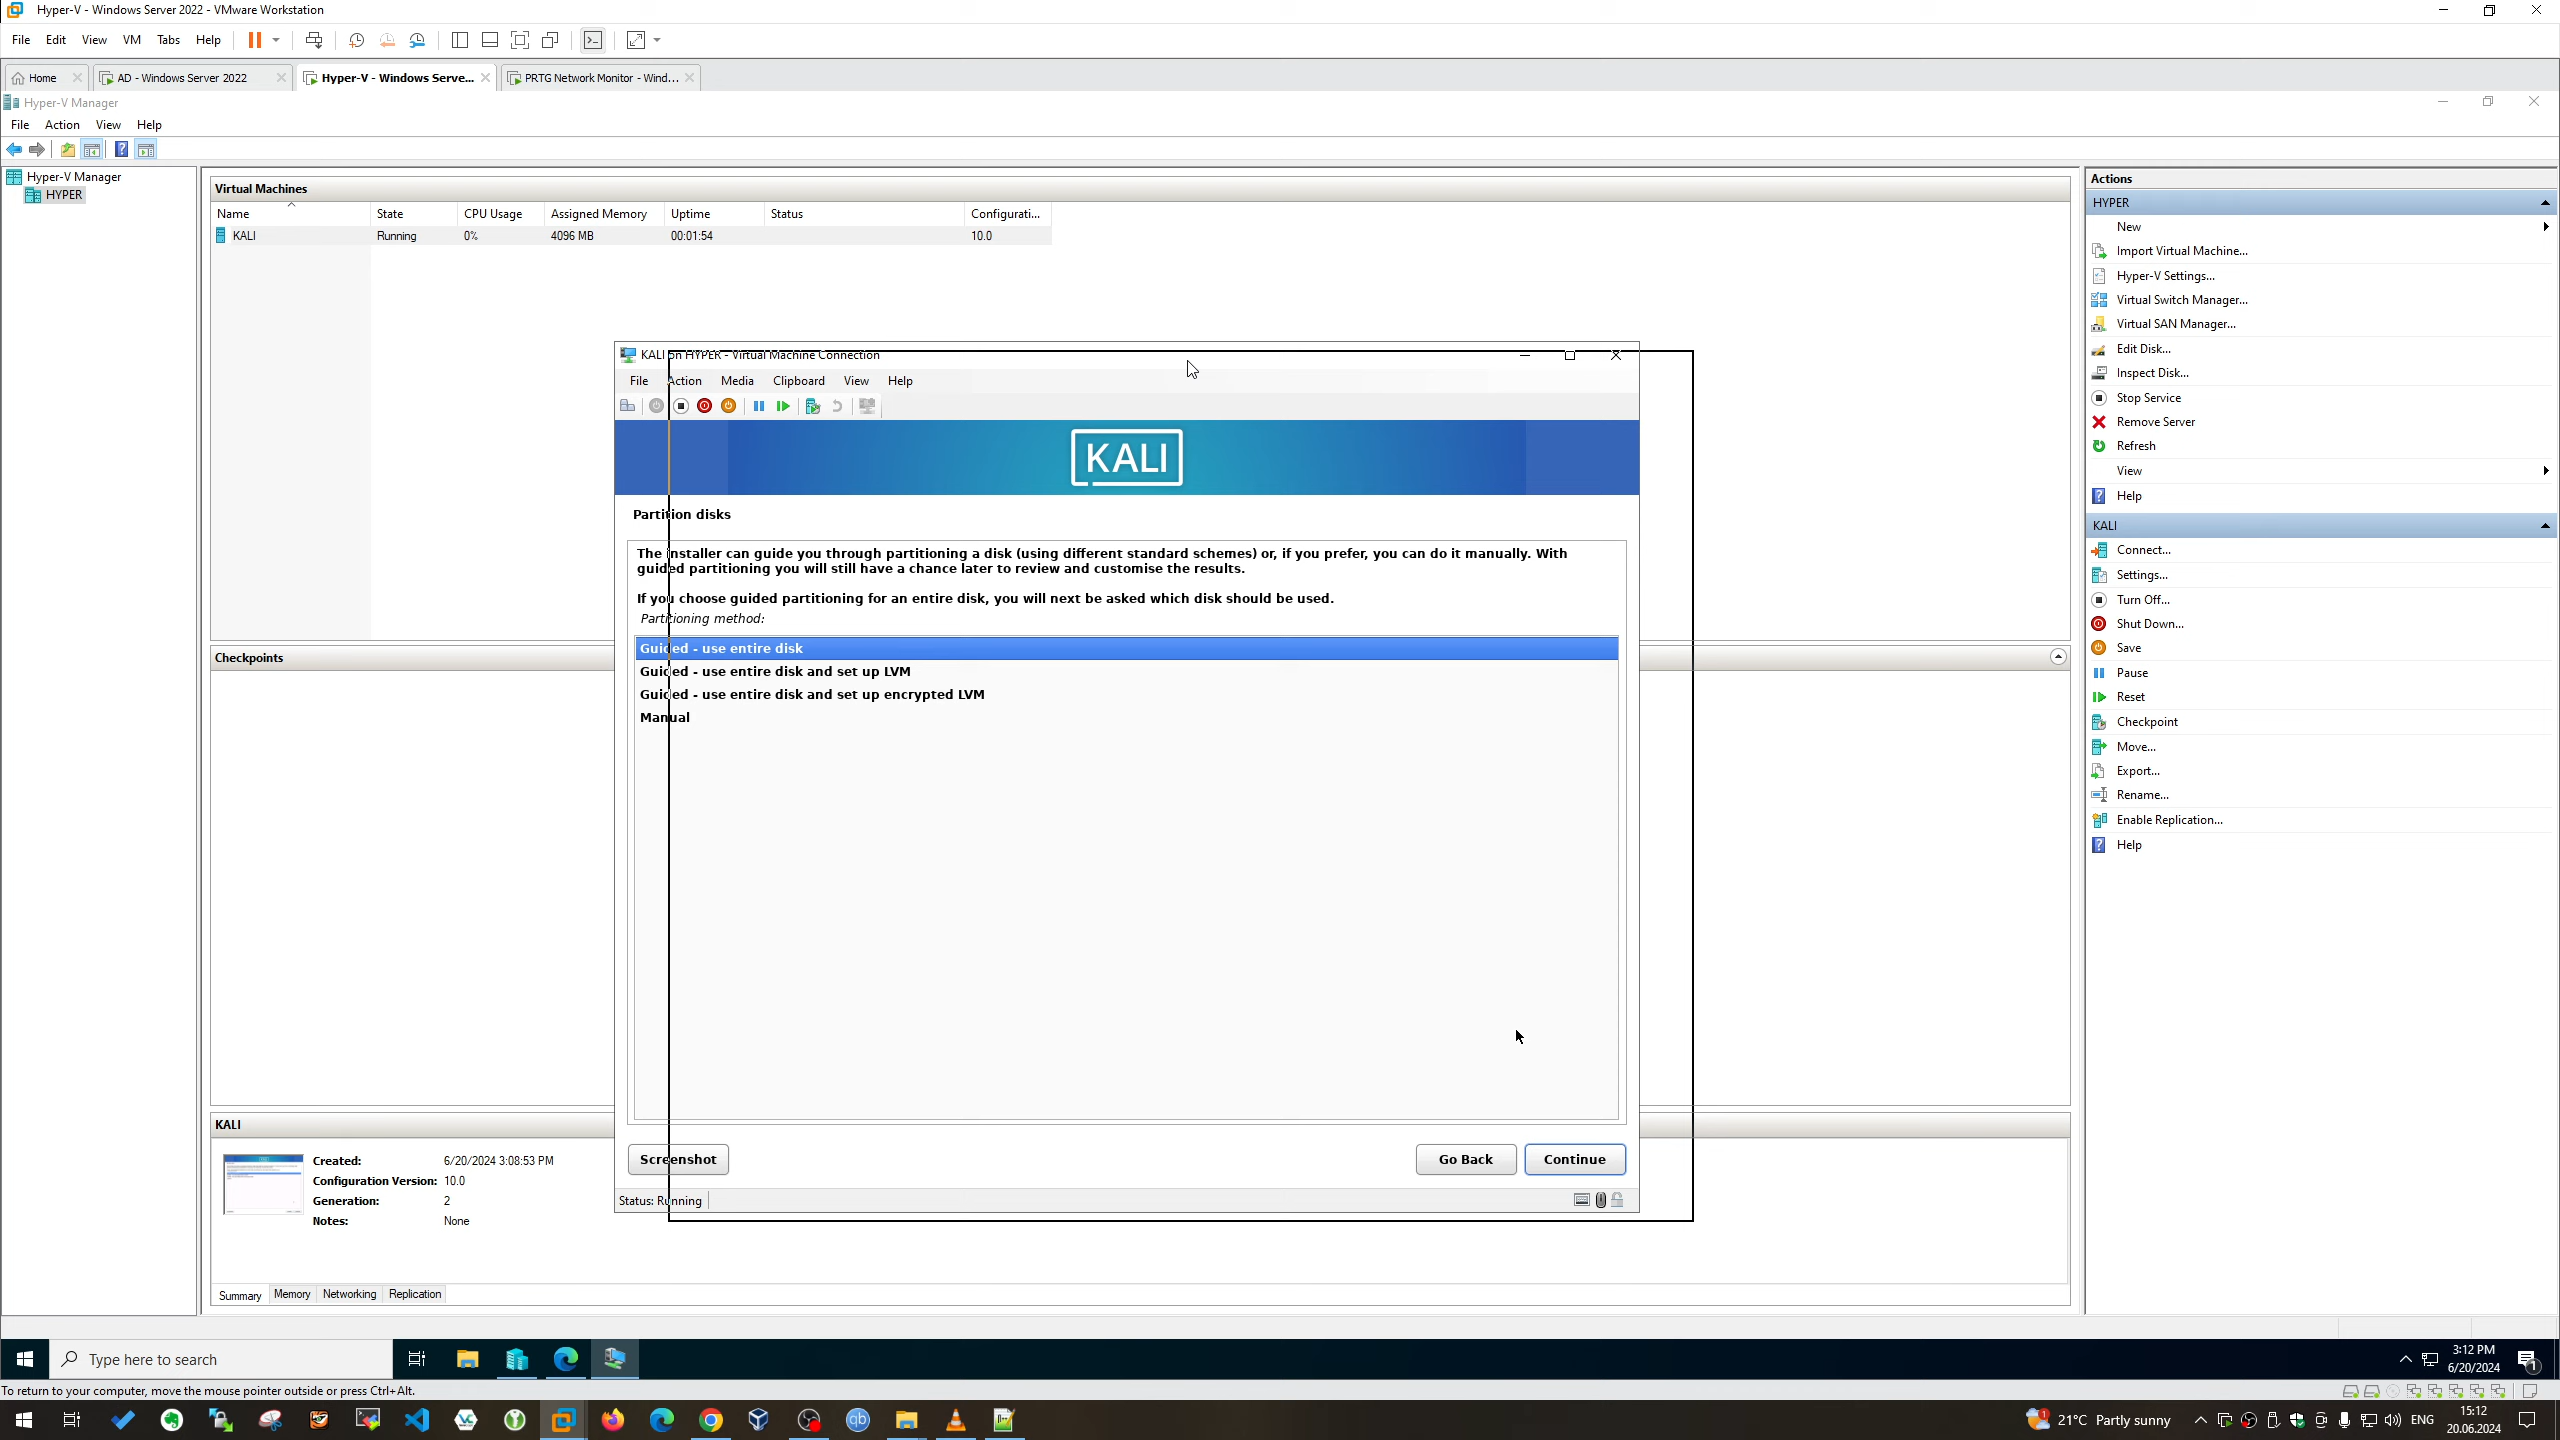 Hyper-V - Windows Server 2022 - VMware Workstation
File Edit View VM Tabs Help
Home AD - Windows Server 2022 Hyper-V - Windows Serve... PRTG Network Monitor - Wind...
Hyper-V Manager
File Action View Help
Hyper-V Manager
HYPER
Virtual Machines
Name State CPU Usage Assigned Memory Uptime Status Configurati...
KALI Running 0% 4096 MB 00:01:54 10.0
KALI on HYPER - Virtual Machine Connection
File Action Media Clipboard View Help
KALI
Partition disks
The installer can guide you through partitioning a disk (using different standard schemes) or, if you prefer, you can do it manually. With
guided partitioning you will still have a chance later to review and customise the results.
If you choose guided partitioning for an entire disk, you will next be asked which disk should be used.
Partitioning method:
Guided - use entire disk
Guided - use entire disk and set up LVM
Guided - use entire disk and set up encrypted LVM
Manual
Screenshot Go Back Continue
Status: Running
Checkpoints
KALI
Created: 6/20/2024 3:08:53 PM
Configuration Version: 10.0
Generation: 2
Notes: None
Summary Memory Networking Replication
Actions
HYPER
New
Import Virtual Machine...
Hyper-V Settings...
Virtual Switch Manager...
Virtual SAN Manager...
Edit Disk...
Inspect Disk...
Stop Service
Remove Server
Refresh
View
Help
KALI
Connect...
Settings...
Turn Off...
Shut Down...
Save
Pause
Reset
Checkpoint
Move...
Export...
Rename...
Enable Replication...
Help
Type here to search
3:12 PM
6/20/2024
1
To return to your computer, move the mouse pointer outside or press Ctrl+Alt.
qb
1
21°C Partly sunny
ENG
15:12
20.06.2024